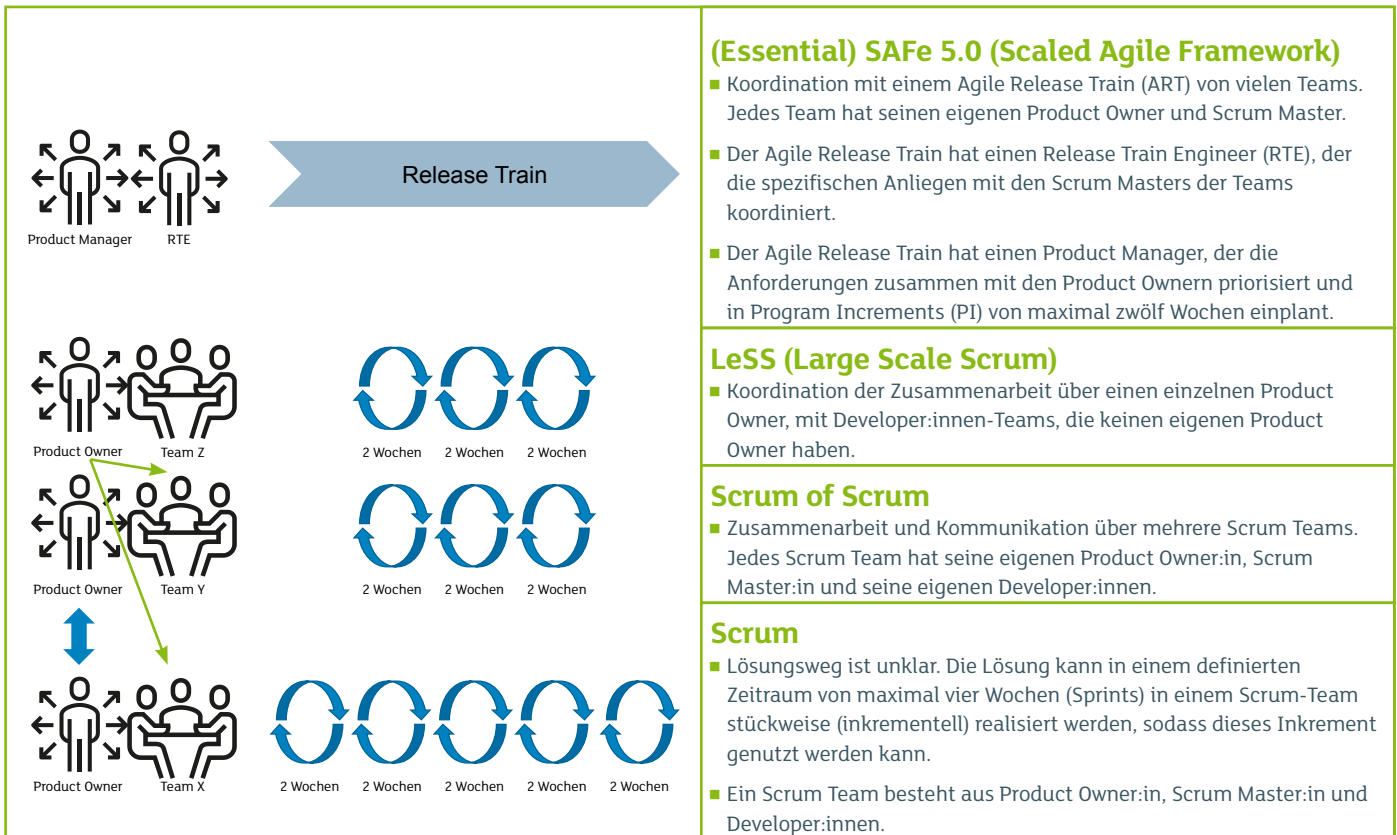 (Essential) SAFe 5.0 (Scaled Agile Framework)
■ Koordination mit einem Agile Release Train (ART) von vielen Teams.
Jedes Team hat seinen eigenen Product Owner und Scrum Master.
■ Der Agile Release Train hat einen Release Train Engineer (RTE), der
die spezifischen Anliegen mit den Scrum Masters der Teams
koordiniert.
■ Der Agile Release Train hat einen Product Manager, der die
Anforderungen zusammen mit den Product Ownern priorisiert und
in Program Increments (PI) von maximal zwölf Wochen einplant.
Release Train
Product Manager RTE
LeSS (Large Scale Scrum)
■ Koordination der Zusammenarbeit über einen einzelnen Product
Owner, mit Developer:innen-Teams, die keinen eigenen Product
Owner haben.
Product Owner Team Z 2 Wochen 2 Wochen 2 Wochen
Scrum of Scrum
■ Zusammenarbeit und Kommunikation über mehrere Scrum Teams.
Jedes Scrum Team hat seine eigenen Product Owner:in, Scrum
Master:in und seine eigenen Developer:innen.
Product Owner Team Y 2 Wochen 2 Wochen 2 Wochen
Scrum
■ Lösungsweg ist unklar. Die Lösung kann in einem definierten
Zeitraum von maximal vier Wochen (Sprints) in einem Scrum-Team
stückweise (inkrementell) realisiert werden, sodass dieses Inkrement
genutzt werden kann.
■ Ein Scrum Team besteht aus Product Owner:in, Scrum Master:in und
Developer:innen.
Product Owner Team X 2 Wochen 2 Wochen 2 Wochen 2 Wochen 2 Wochen